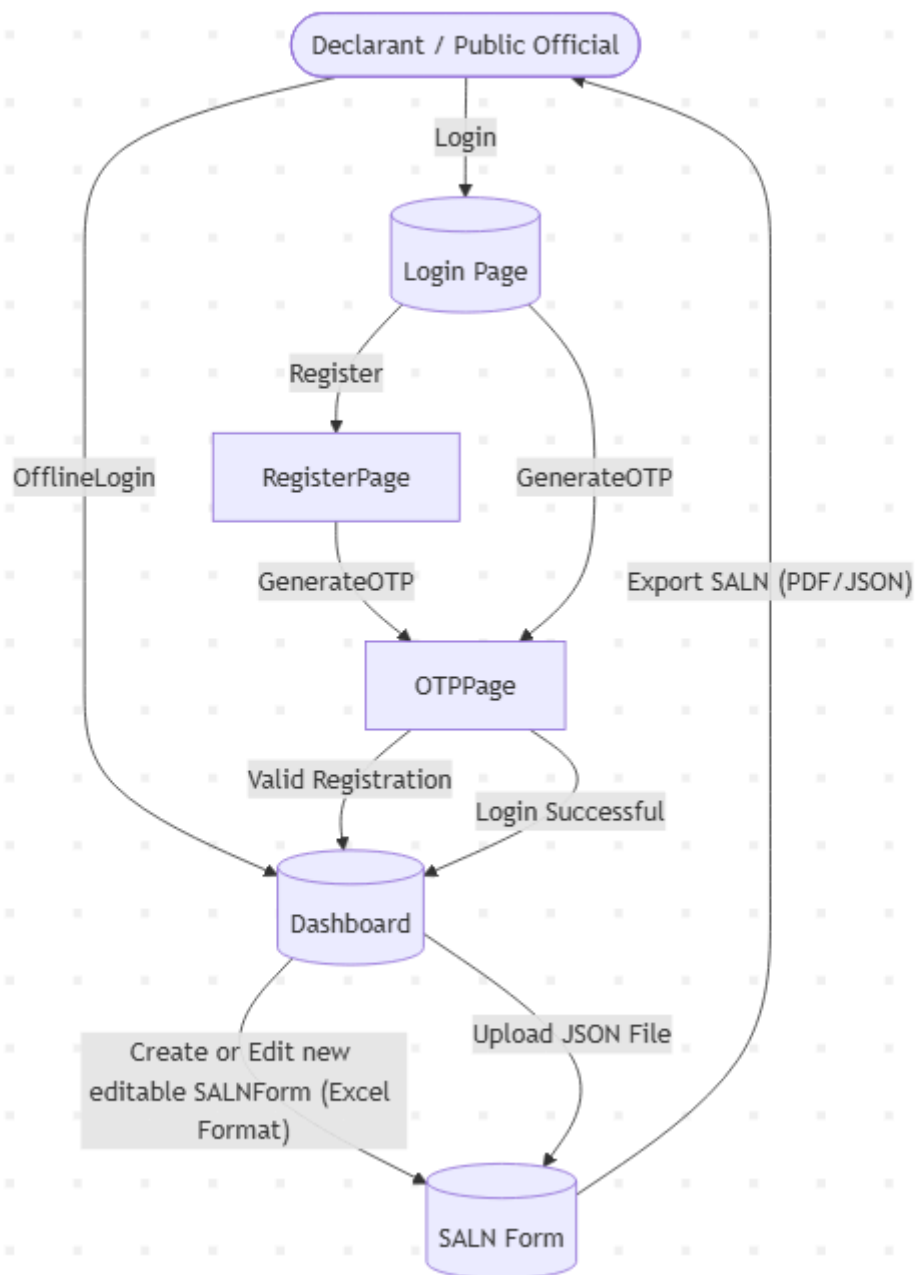 Declarant / Public Official
Login
Login Page
Register
OfflineLogin
RegisterPage
GenerateOTP
GenerateOTP
Export SALN (PDF/JSON)
OTPPage
Valid Registration
Login Successful
Dashboard
Upload JSON File
Create or Edit new
editable SALNForm (Excel
Format)
SALN Form